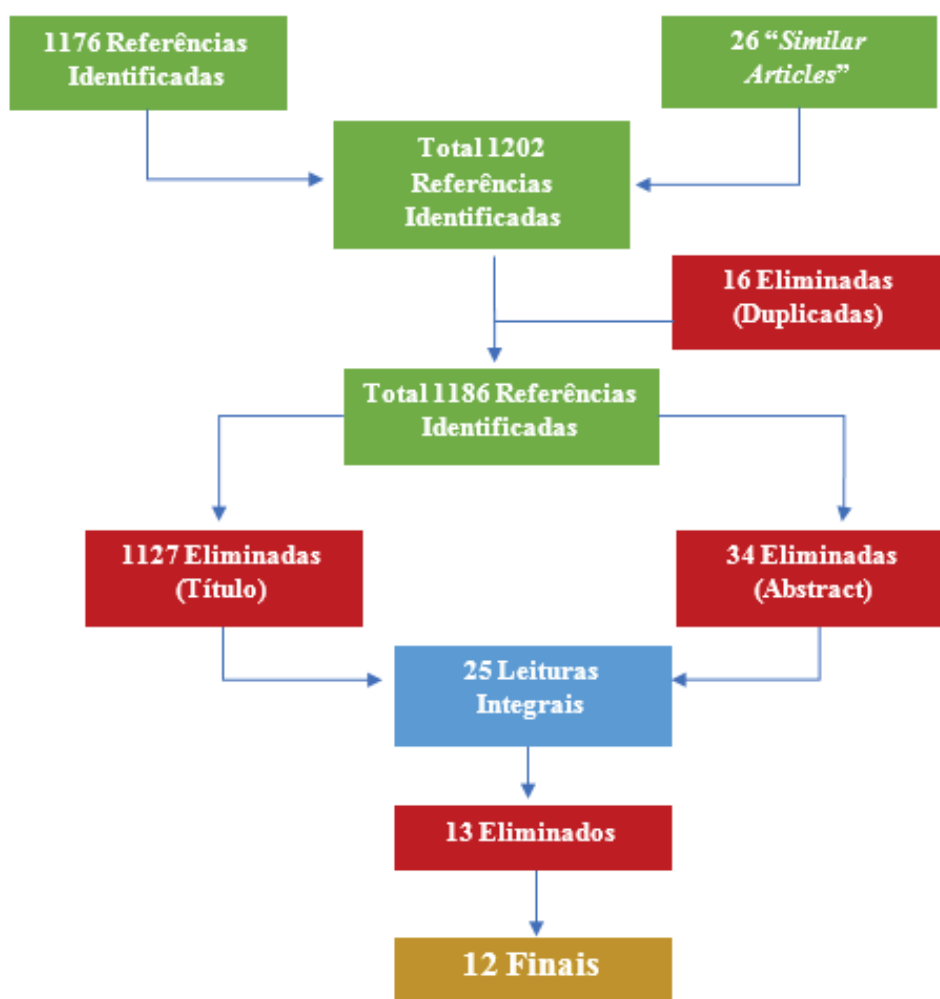 1176 Referências
Identificadas
26 “Similar
Articles”
Total 1202
Referências
Identificadas
16 Eliminadas
(Duplicadas)
Total 1186 Referências
Identificadas
1127 Eliminadas
(Título)
34 Eliminadas
(Abstract)
25 Leituras
Integrais
13 Eliminados
12 Finais